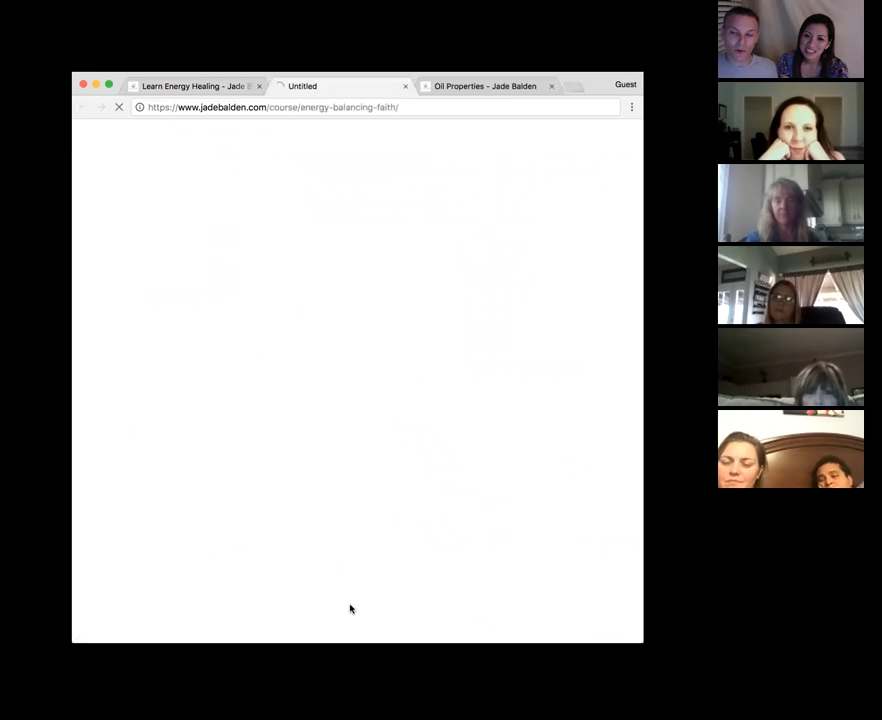 Learn Energy Healing - Jade B
Untitled
Oil Properties - Jade Balden
Guest
https://www.jadebalden.com/course/energy-balancing-faith/